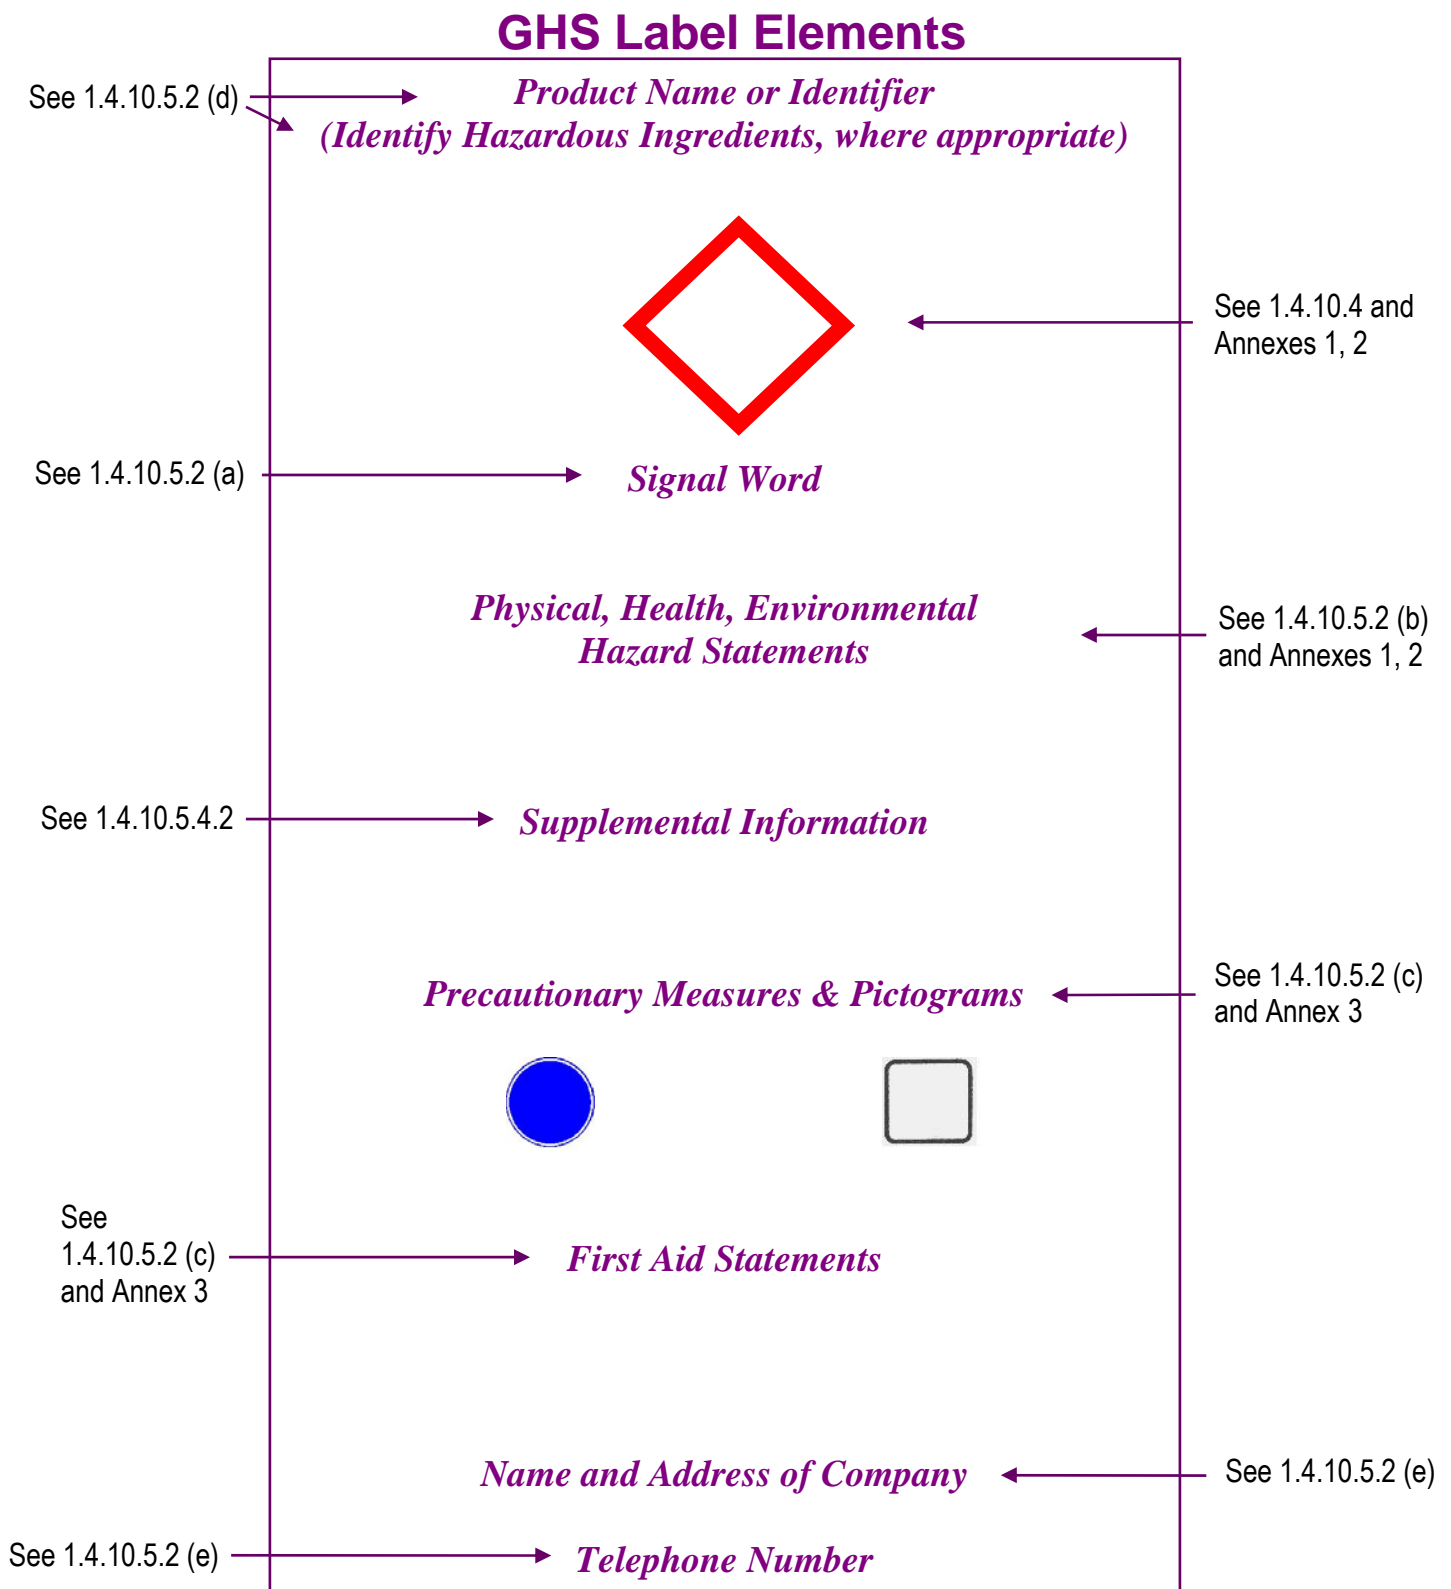 GHS Label Elements
See 1.4.10.5.2 (d)
Product Name or Identifier
(Identify Hazardous Ingredients, where appropriate)
See 1.4.10.4 and
Annexes 1, 2
See 1.4.10.5.2 (a)
Signal Word
Physical, Health, Environmental
Hazard Statements
See 1.4.10.5.2 (b)
and Annexes 1, 2
See 1.4.10.5.4.2
Supplemental Information
Precautionary Measures & Pictograms
See 1.4.10.5.2 (c)
and Annex 3
See
1.4.10.5.2 (c)
and Annex 3
First Aid Statements
Name and Address of Company
See 1.4.10.5.2 (e)
See 1.4.10.5.2 (e)
Telephone Number